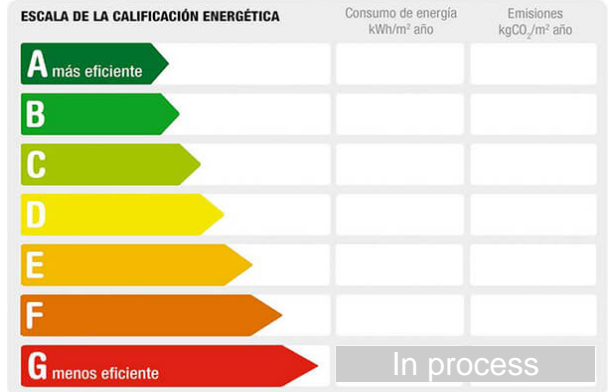 ESCALA DE LA CALIFICACIÓN ENERGÉTICA
Consumo de energía
kWh/m² año
Emisiones
kgCO₂/m² año
A más eficiente
B
C
D
E
F
G menos eficiente
In process